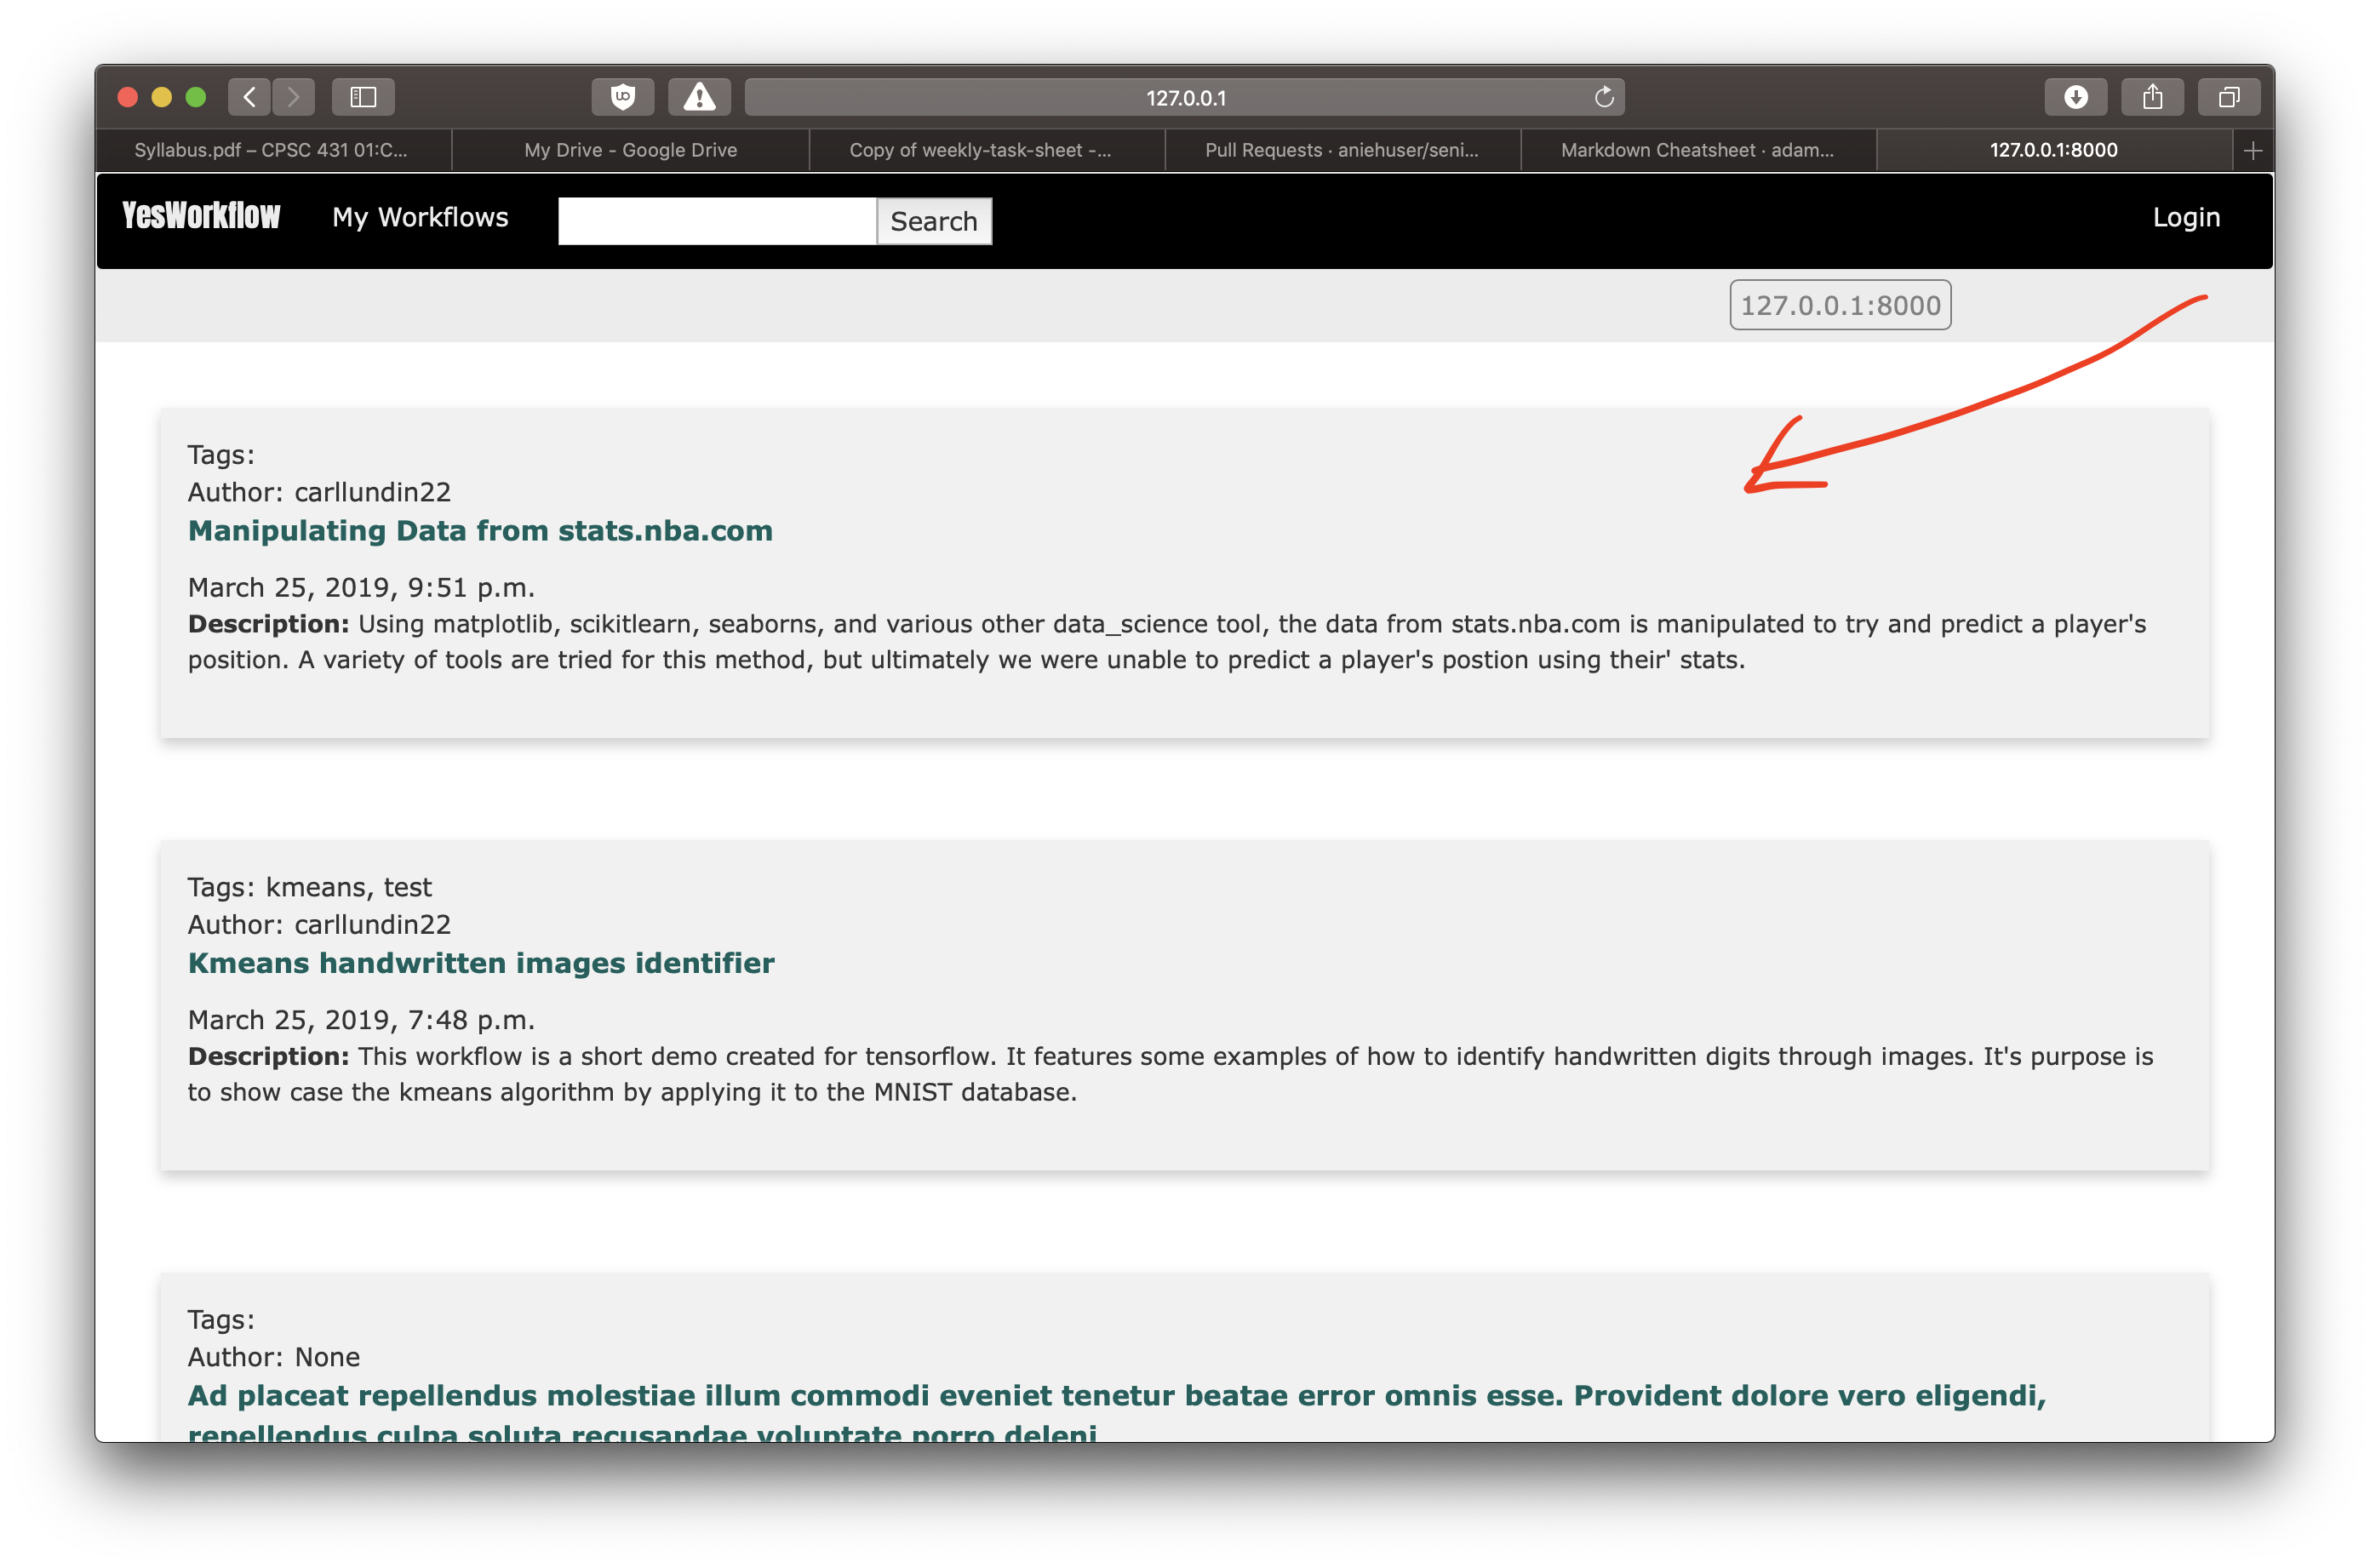 127.0.0.1
Syllabus.pdf – CPSC 431 01:C...
My Drive - Google Drive
Copy of weekly-task-sheet -...
Pull Requests · aniehuser/seni...
Markdown Cheatsheet · adam...
127.0.0.1:8000
YesWorkflow
My Workflows
Search
Login
127.0.0.1:8000
Tags:
Author: carllundin22
Manipulating Data from stats.nba.com
March 25, 2019, 9:51 p.m.
Description: Using matplotlib, scikitlearn, seaborns, and various other data_science tool, the data from stats.nba.com is manipulated to try and predict a player's
position. A variety of tools are tried for this method, but ultimately we were unable to predict a player's postion using their' stats.
Tags: kmeans, test
Author: carllundin22
Kmeans handwritten images identifier
March 25, 2019, 7:48 p.m.
Description: This workflow is a short demo created for tensorflow. It features some examples of how to identify handwritten digits through images. It's purpose is
to show case the kmeans algorithm by applying it to the MNIST database.
Tags:
Author: None
Ad placeat repellendus molestiae illum commodi eveniet tenetur beatae error omnis esse. Provident dolore vero eligendi,
repellendus culpa soluta recusandae voluptate porro deleni